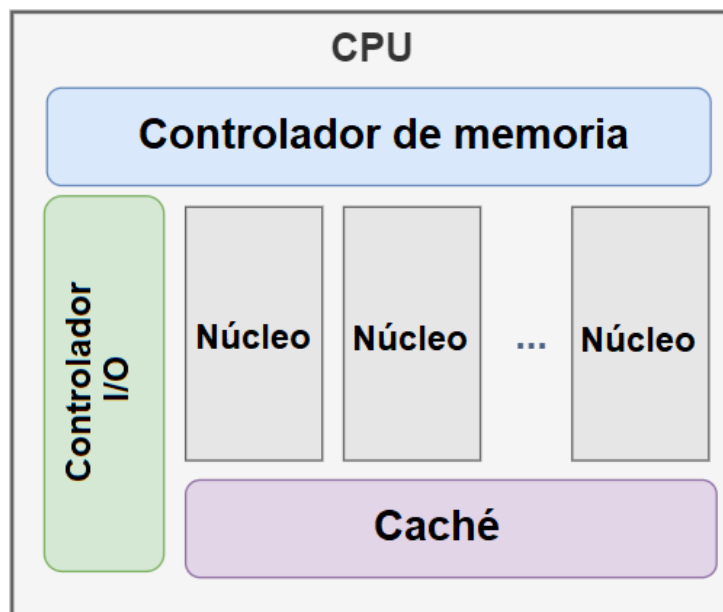 CPU
Controlador de memoria
Controlador
I/O
Núcleo
Núcleo
...
Núcleo
Caché